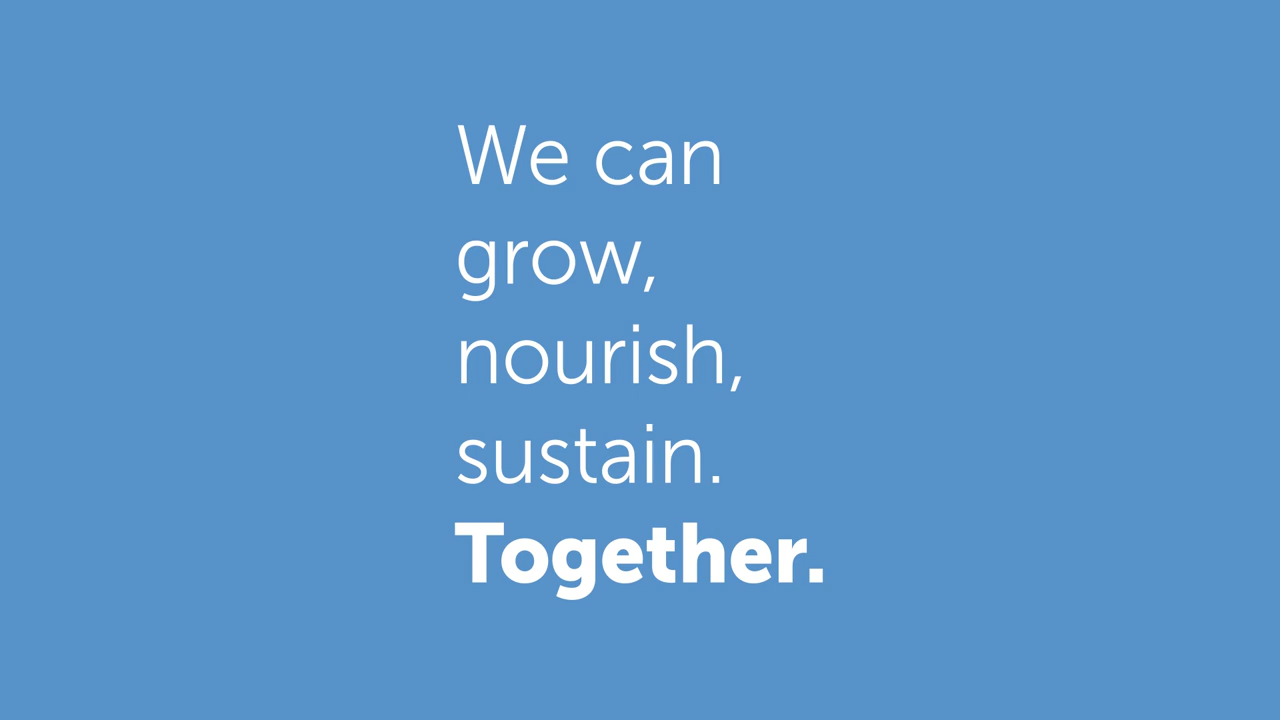 We can
grow,
nourish,
sustain.
Together.